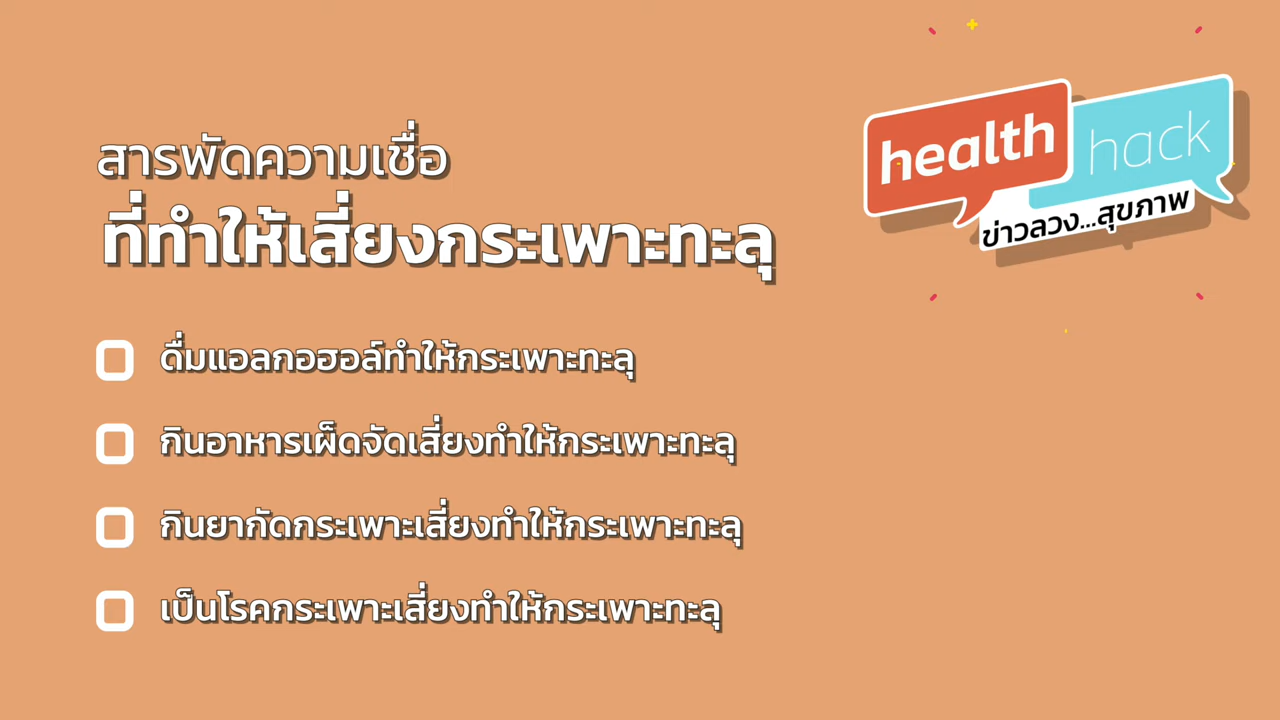 สารพัดความเชื่อ
ที่ทำให้เสี่ยงกระเพาะทะลุ
health
hack
ข่าวลวง...สุขภาพ
ดื่มแอลกอฮอล์ทำให้กระเพาะทะลุ
กินอาหารเผ็ดจัดเสี่ยงทำให้กระเพาะทะลุ
กินยากัดกระเพาะเสี่ยงทำให้กระเพาะทะลุ
เป็นโรคกระเพาะเสี่ยงทำให้กระเพาะทะลุ